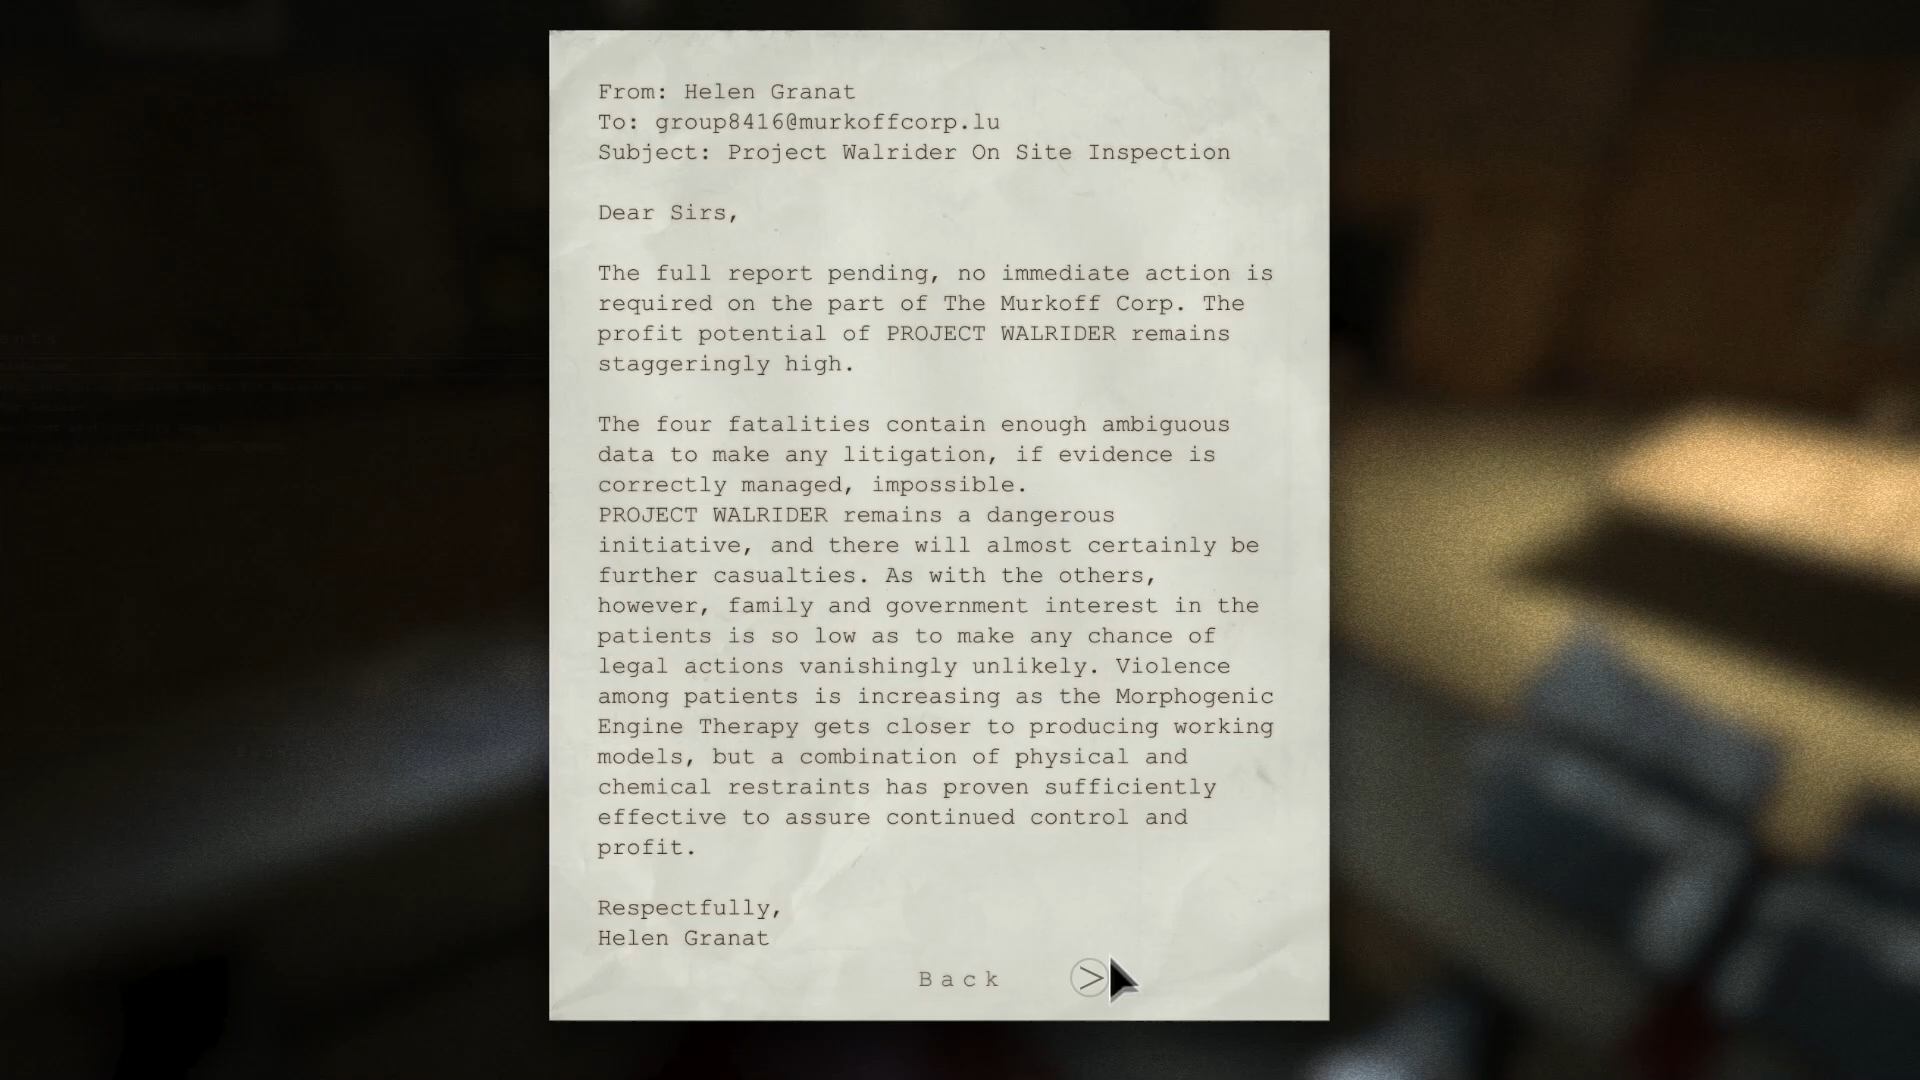 From: Helen Granat
To: group8416@murkoffcorp.lu
Subject: Project Walrider On Site Inspection
Dear Sirs,
The full report pending, no immediate action is
required on the part of The Murkoff Corp. The
profit potential of PROJECT WALRIDER remains
staggeringly high.
The four fatalities contain enough ambiguous
data to make any litigation, if evidence is
correctly managed, impossible.
PROJECT WALRIDER remains a dangerous
initiative, and there will almost certainly be
further casualties. As with the others,
however, family and government interest in the
patients is so low as to make any chance of
legal actions vanishingly unlikely. Violence
among patients is increasing as the Morphogenic
Engine Therapy gets closer to producing working
models, but a combination of physical and
chemical restraints has proven sufficiently
effective to assure continued control and
profit.
Respectfully,
Helen Granat
Back >